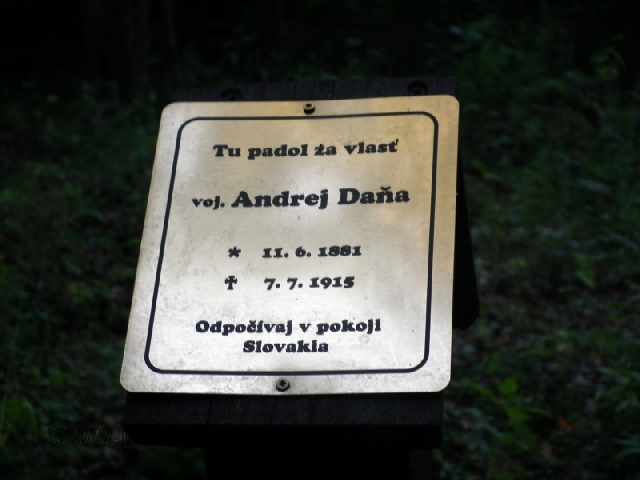 Tu padol za vlasť
voj. Andrej Daňa
* 11. 6. 1881
✝ 7. 7. 1915
Odpočívaj v pokoji
Slovakia